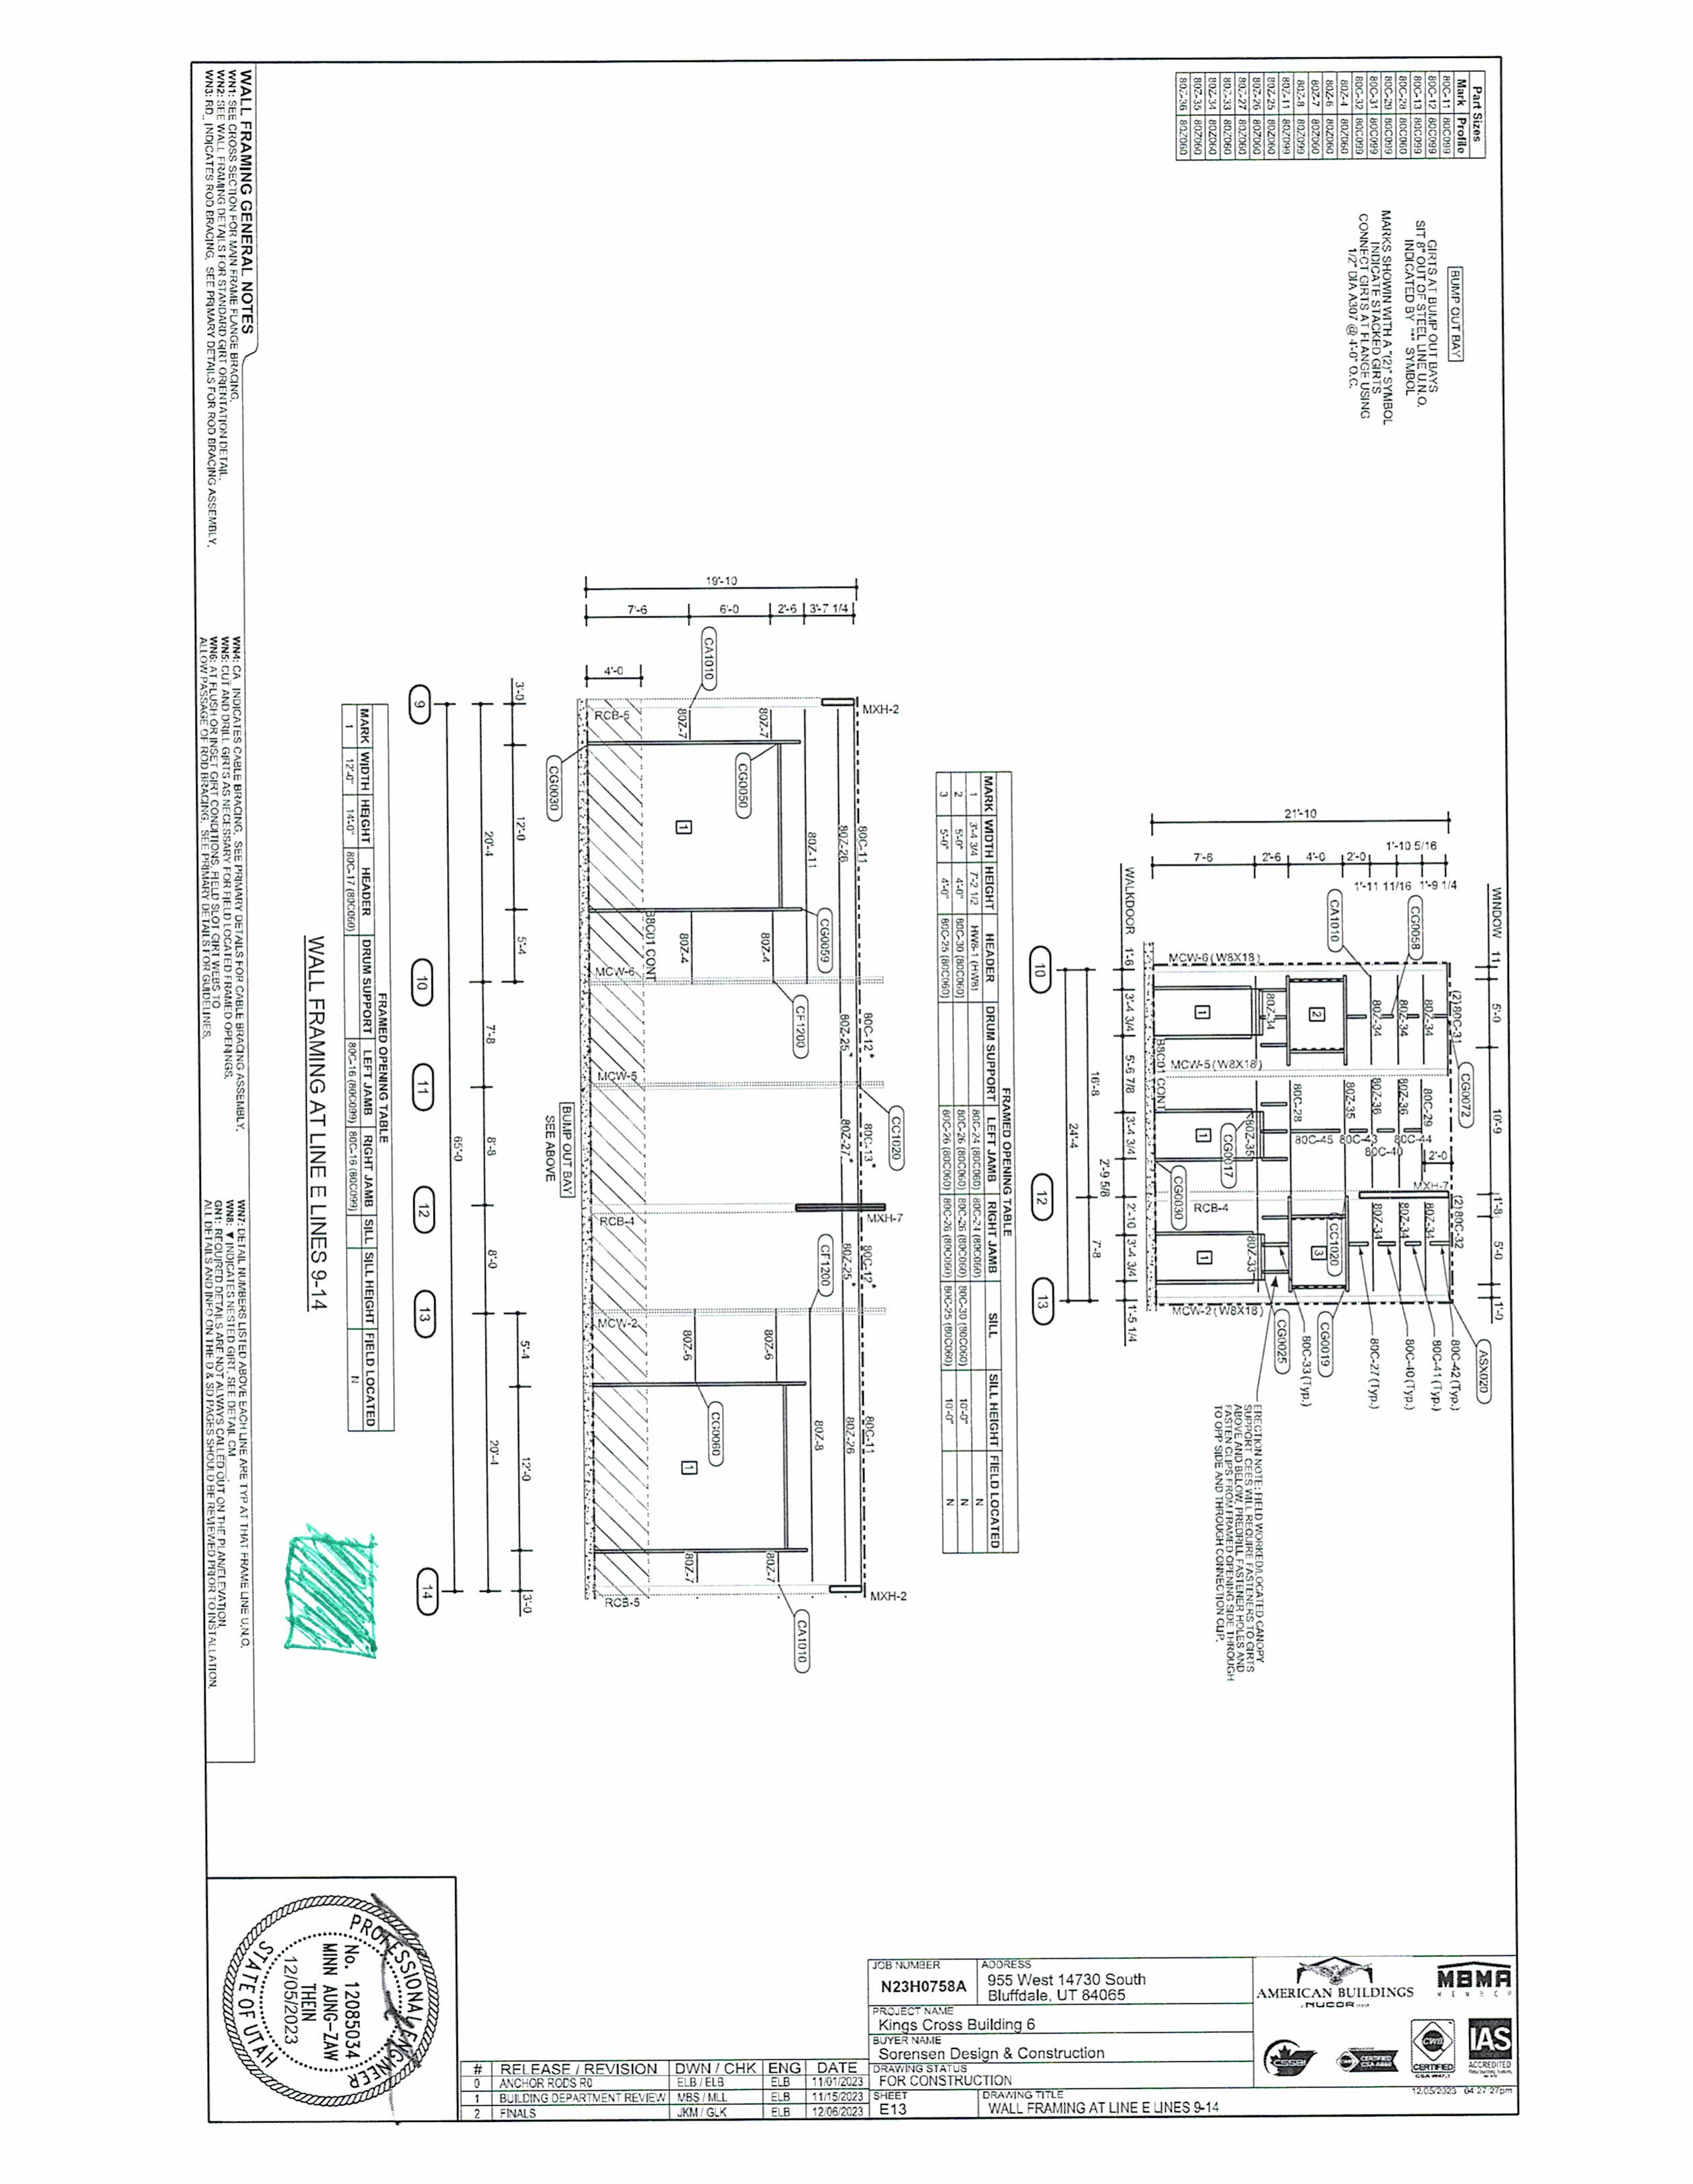 Part Sizes
Mark Profile
80C-11 80C099
80C-12 80C099
80C-13 80C099
80C-28 80C060
80C-29 80C099
80C-31 80C099
80C-32 80C099
80Z-4 80Z060
80Z-6 80Z060
80Z-7 80Z060
80Z-8 80Z099
80Z-11 80Z099
80Z-25 80Z060
80Z-26 80Z060
80Z-27 80Z060
80Z-33 80Z060
80Z-34 80Z060
80Z-35 80Z060
80Z-36 80Z060
BUMP OUT BAY
GIRTS AT BUMP OUT BAYS
SIT 8" OUT OF STEEL LINE U.N.O.
INDICATED BY "*" SYMBOL
MARKS SHOWIN WITH A "(2)" SYMBOL
INDICATE STACKED GIRTS
CONNECT GIRTS AT FLANGE USING
1/2" DIA A307 @ 4'-0" O.C.
WINDOW 11 5'-0 10'-9 1'-8 5'-0 1'-0
21'-10
7'-6 2'-6 4'-0 2'-0 1'-11 11/16 1'-10 5/16 1'-9 1/4
(2)80C-31 CG0072 (2)80C-32 ASX020
CG0058
CA1010
80Z-34 80Z-34 80Z-34
80C-29 80Z-36 80Z-36 80Z-35
80C-44 80C-43 80C-45
80C-40
2'-0
MXH-7
80Z-34 80Z-34 80Z-34
80C-42 (Typ.)
80C-41 (Typ.)
80C-40 (Typ.)
80C-27 (Typ.)
80C-33 (Typ.)
CG0019
CG0025
CC1020
80Z-34 80C-28 80Z-35 80Z-33
CG0017
CG0030
1 2 1 3 1
MCW-6 (W8X18)
MCW-5 (W8X18)
RCB-4
MCW-2 (W8X18)
B8C01 CONT
WALKDOOR 1'-6 3'-4 3/4 5'-6 7/8 3'-4 3/4 2'-9 5/8 2'-10 3'-4 3/4 1'-5 1/4
16'-8 7'-8
24'-4
10 12 13
ERECTION NOTE: FIELD WORKED/LOCATED CANOPY
SUPPORT CEES WILL REQUIRE FASTENERS TO GIRTS
ABOVE AND BELOW. PREDRILL FASTENER HOLES AND
FASTEN CLIPS FROM FRAMED OPENING SIDE THROUGH
TO OPP SIDE AND THROUGH CONNECTION CLIP.
FRAMED OPENING TABLE
MARK WIDTH HEIGHT HEADER DRUM SUPPORT LEFT JAMB RIGHT JAMB SILL SILL HEIGHT FIELD LOCATED
1 3'-4 3/4 7'-2 1/2 HW8-1 (HW8) 80C-24 (80C060) 80C-24 (80C060) N
2 5'-0" 4'-0" 80C-30 (80C060) 80C-26 (80C060) 80C-26 (80C060) 80C-30 (80C060) 10'-0" N
3 5'-0" 4'-0" 80C-25 (80C060) 80C-26 (80C060) 80C-26 (80C060) 80C-25 (80C060) 10'-0" N
MXH-2 80C-11 80C-12 * CC1020 80C-13 * MXH-7 80C-12 * 80C-11 MXH-2
80Z-26 80Z-25 * 80Z-27 * 80Z-25 * 80Z-26
80Z-11 CG0059 CF1200 CF1200 80Z-8 CA1010
19'-10
7'-6 6'-0 2'-6 3'-7 1/4
4'-0
CA1010
80Z-7 80Z-4 80Z-6 80Z-7
80Z-7 80Z-4 80Z-6 80Z-7
CG0050
CG0060
1 1
B8C01 CONT
RCB-5 MCW-6 MCW-5 RCB-4 MCW-2 RCB-5
CG0030
BUMP OUT BAY
SEE ABOVE
3'-0 12'-0 5'-4 5'-4 12'-0 3'-0
20'-4 7'-8 8'-8 8'-0 20'-4
65'-0
9 10 11 12 13 14
FRAMED OPENING TABLE
MARK WIDTH HEIGHT HEADER DRUM SUPPORT LEFT JAMB RIGHT JAMB SILL SILL HEIGHT FIELD LOCATED
1 12'-0" 14'-0" 80C-17 (80C060) 80C-16 (80C099) 80C-16 (80C099) N
WALL FRAMING AT LINE E LINES 9-14
WALL FRAMING GENERAL NOTES
WN1: SEE CROSS SECTION FOR MAIN FRAME FLANGE BRACING.
WN2: SEE WALL FRAMING DETAILS FOR STANDARD GIRT ORIENTATION DETAIL.
WN3: RD_ INDICATES ROD BRACING. SEE PRIMARY DETAILS FOR ROD BRACING ASSEMBLY.
WN4: CA_ INDICATES CABLE BRACING. SEE PRIMARY DETAILS FOR CABLE BRACING ASSEMBLY.
WN5: CUT AND DRILL GIRTS AS NECESSARY FOR FIELD LOCATED FRAMED OPENINGS.
WN6: AT FLUSH OR INSET GIRT CONDITIONS, FIELD SLOT GIRT WEBS TO
ALLOW PASSAGE OF ROD BRACING. SEE PRIMARY DETAILS FOR GUIDELINES.
WN7: DETAIL NUMBERS LISTED ABOVE EACH LINE ARE TYP AT THAT FRAME LINE U.N.O.
WN8: ▼ INDICATES NESTED GIRT. SEE DETAIL CM
GN1: REQUIRED DETAILS ARE NOT ALWAYS CALLED OUT ON THE PLAN/ELEVATION.
ALL DETAILS AND INFO ON THE D & SD PAGES SHOULD BE REVIEWED PRIOR TO INSTALLATION.
PROFESSIONAL ENGINEER
No. 12085034
MINN AUNG-ZAW
THEIN
12/05/2023
STATE OF UTAH
JOB NUMBER
N23H0758A
ADDRESS
955 West 14730 South
Bluffdale, UT 84065
PROJECT NAME
Kings Cross Building 6
BUYER NAME
Sorensen Design & Construction
DRAWING STATUS
FOR CONSTRUCTION
SHEET
E13
DRAWING TITLE
WALL FRAMING AT LINE E LINES 9-14
# RELEASE / REVISION DWN / CHK ENG DATE
0 ANCHOR RODS R0 ELB / ELB ELB 11/01/2023
1 BUILDING DEPARTMENT REVIEW MBS / MLL ELB 11/15/2023
2 FINALS JKM / GLK ELB 12/06/2023
AMERICAN BUILDINGS
A NUCOR
MBMA
MEMBER
IAS
ACCREDITED
CWB
CERTIFIED
12/05/2023 04:27:27pm